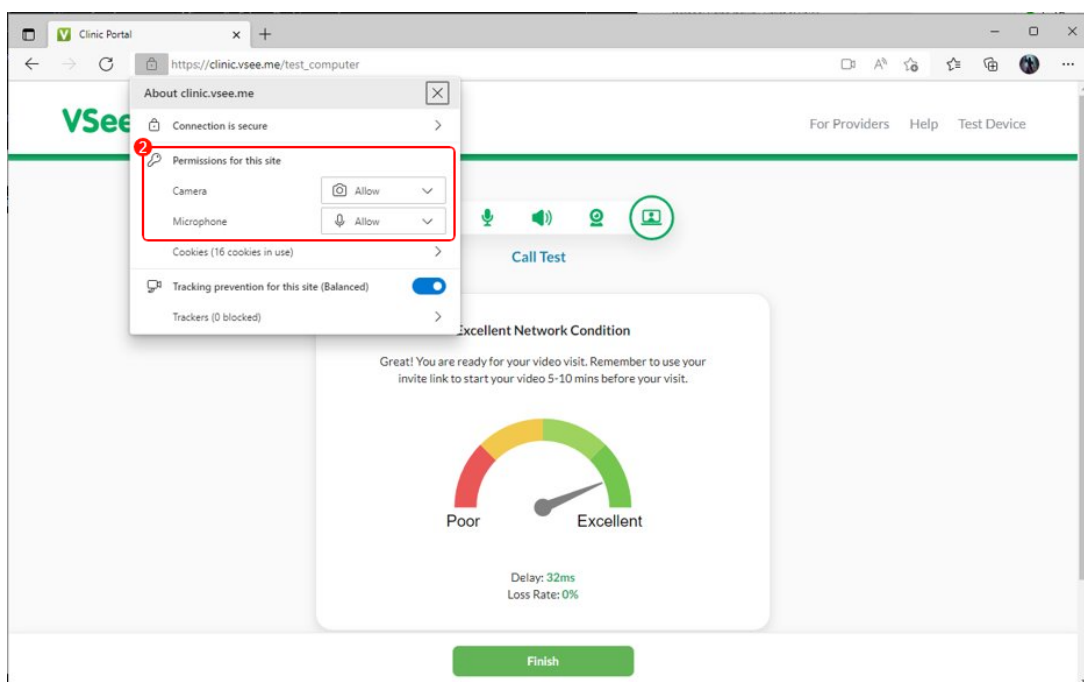 Clinic Portal
https://clinic.vsee.me/test_computer
About clinic.vsee.me
VSee
For Providers Help Test Device
Connection is secure
2
Permissions for this site
Camera Allow
Microphone Allow
Cookies (16 cookies in use)
Call Test
Tracking prevention for this site (Balanced)
Trackers (0 blocked)
Excellent Network Condition
Great! You are ready for your video visit. Remember to use your
invite link to start your video 5-10 mins before your visit.
Poor Excellent
Delay: 32ms
Loss Rate: 0%
Finish